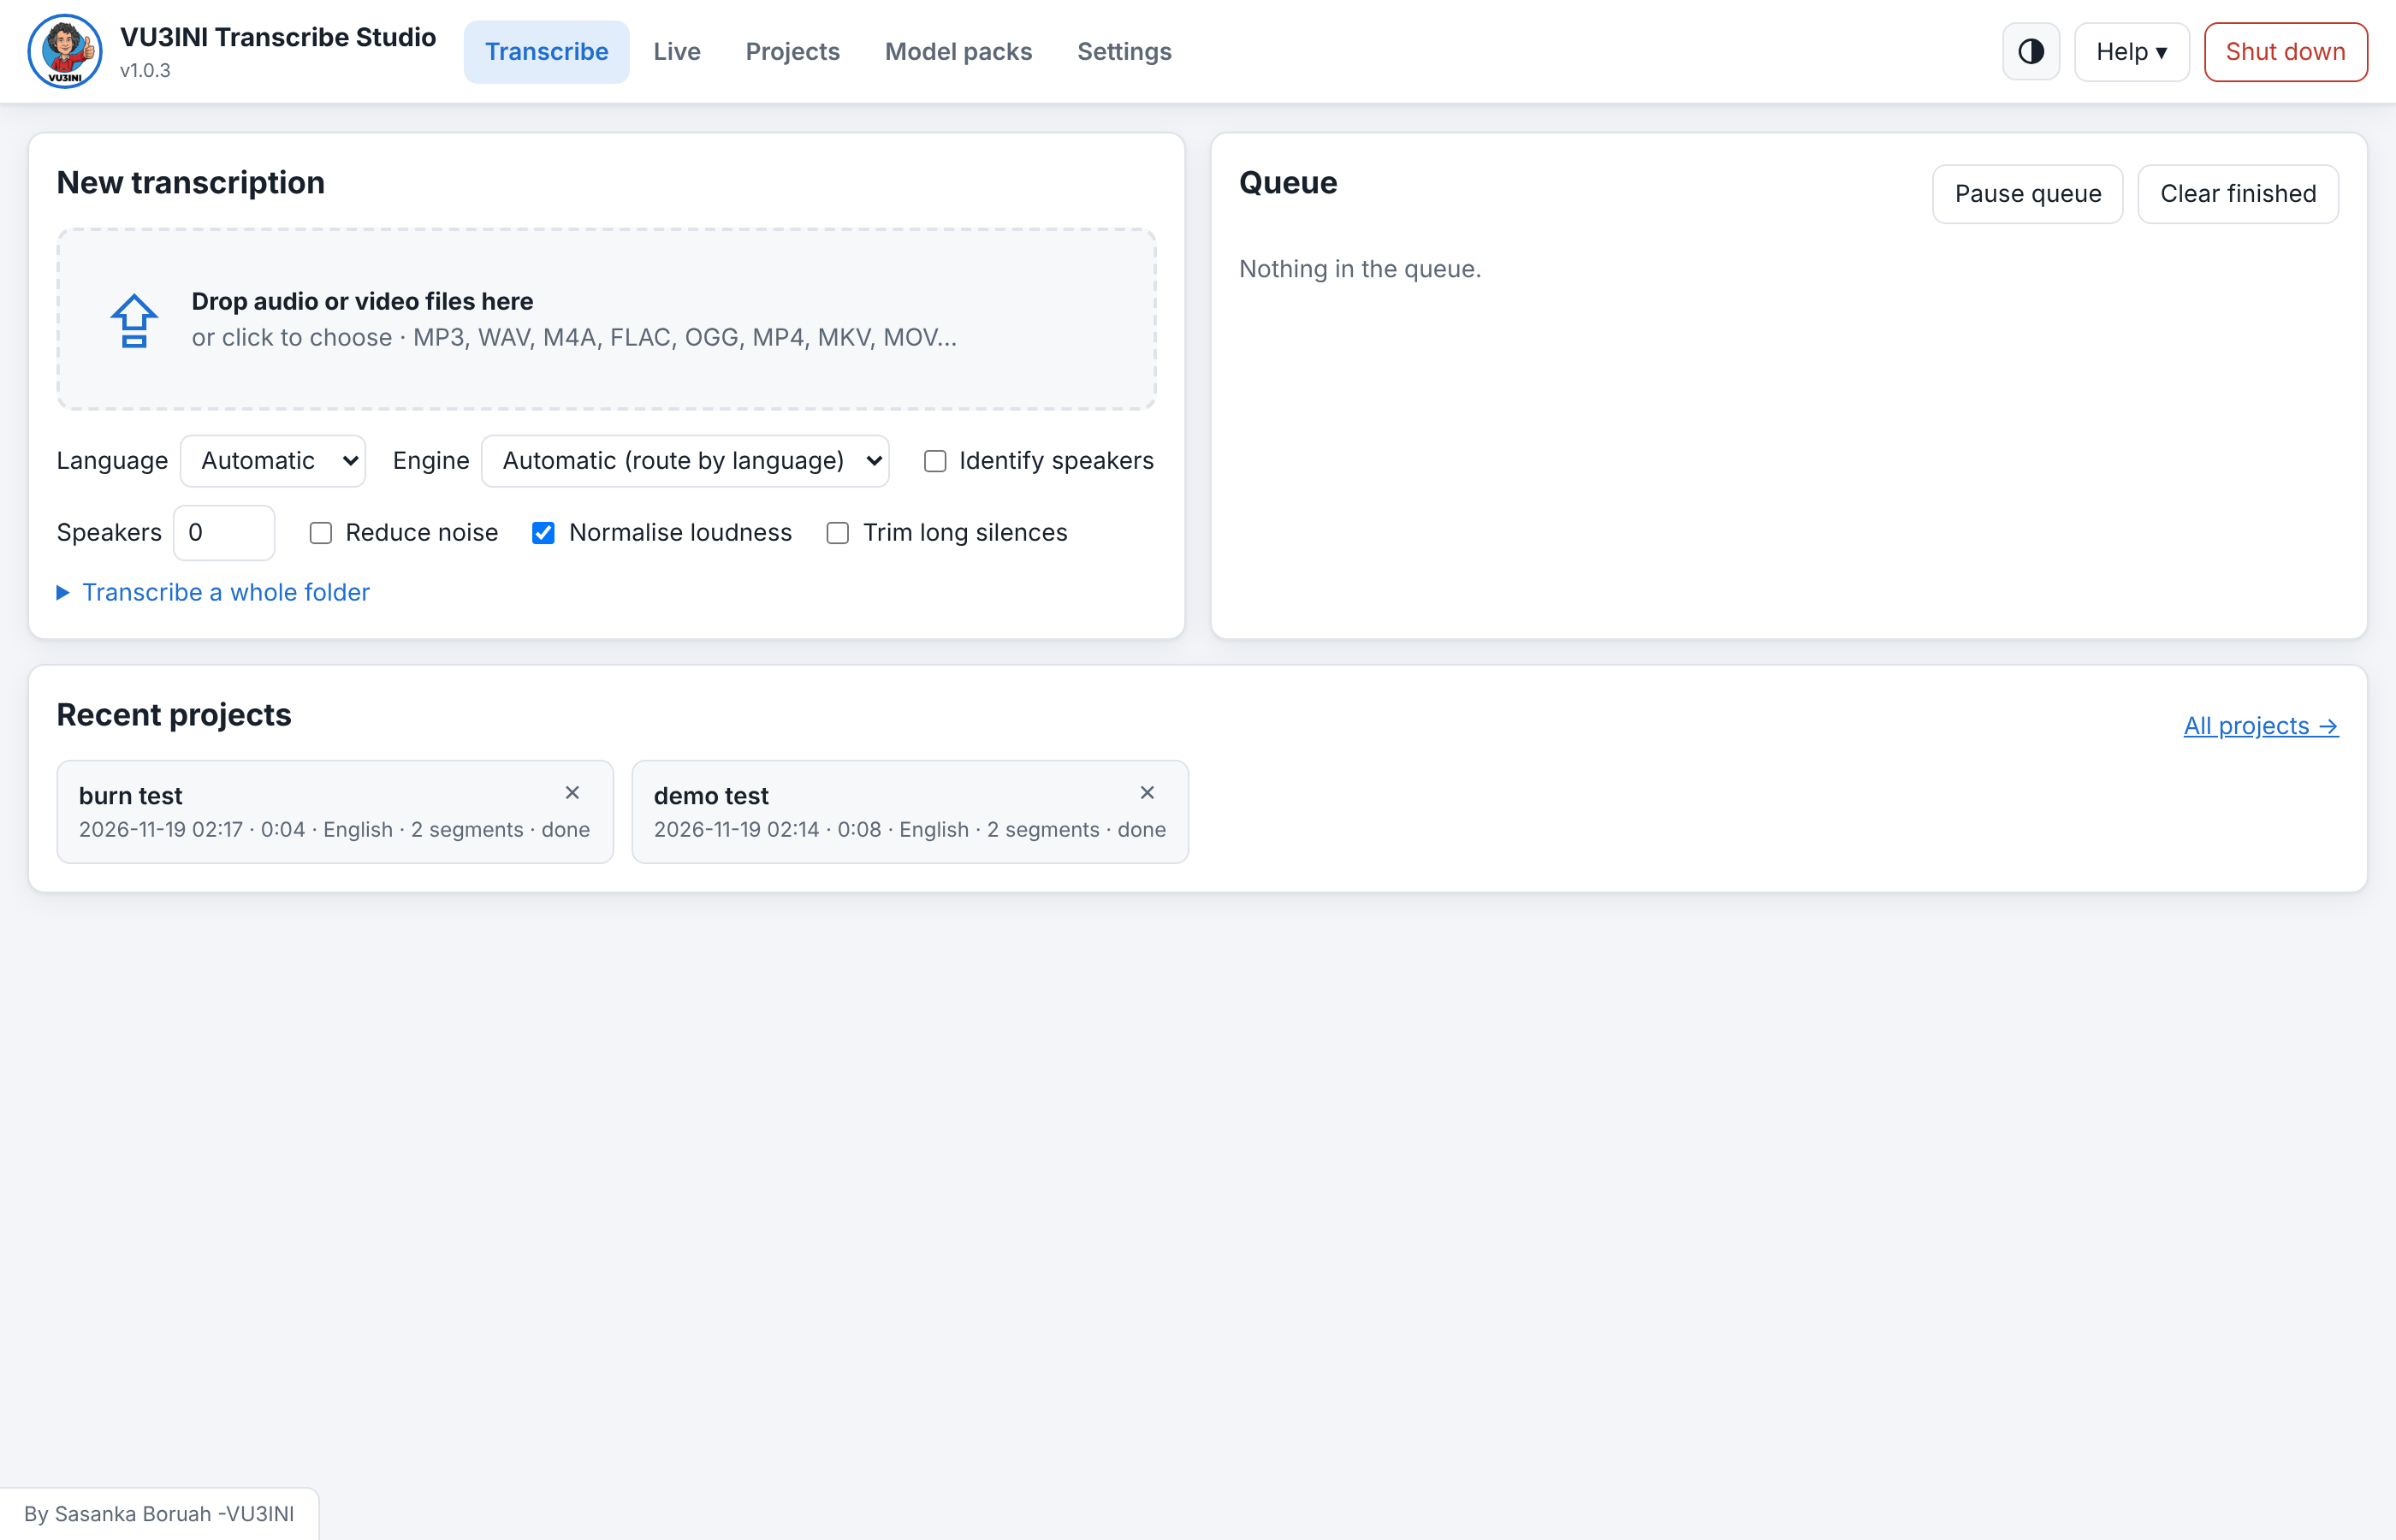 VU3INI
VU3INI Transcribe Studio
v1.0.3
Transcribe
Live
Projects
Model packs
Settings
Help ▾
Shut down
New transcription
Drop audio or video files here
or click to choose · MP3, WAV, M4A, FLAC, OGG, MP4, MKV, MOV...
Language Automatic Engine Automatic (route by language) Identify speakers
Speakers 0 Reduce noise Normalise loudness Trim long silences
Transcribe a whole folder
Queue
Pause queue
Clear finished
Nothing in the queue.
Recent projects
All projects →
burn test ×
2026-11-19 02:17 · 0:04 · English · 2 segments · done
demo test ×
2026-11-19 02:14 · 0:08 · English · 2 segments · done
By Sasanka Boruah -VU3INI